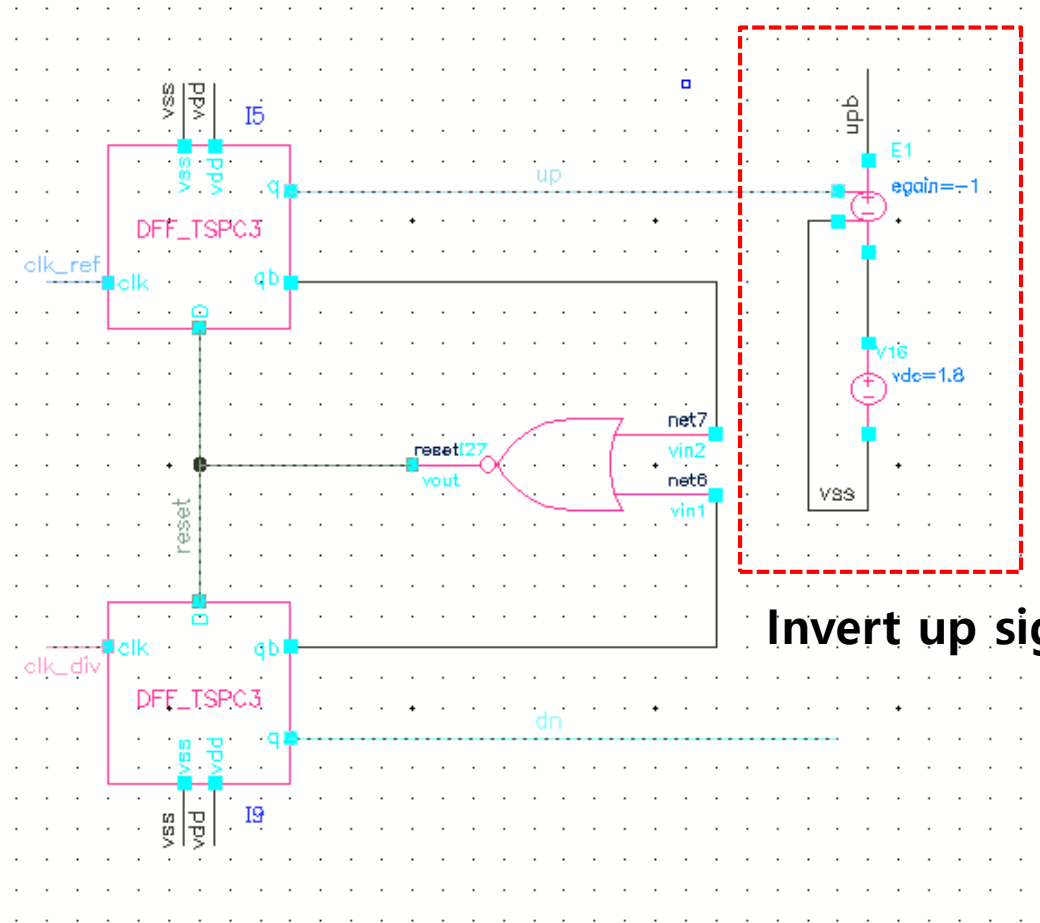 vss
vdd
I5
vss
vdd
q
up
DFF_TSPC3
clk_ref
clk
qb
D
upb
E1
egain=-1
V16
vdc=1.8
vss
net7
vin2
reset
I27
vout
net6
vin1
reset
D
clk
qb
clk_div
DFF_TSPC3
dn
q
vss
vdd
I9
vss
vdd
Invert up